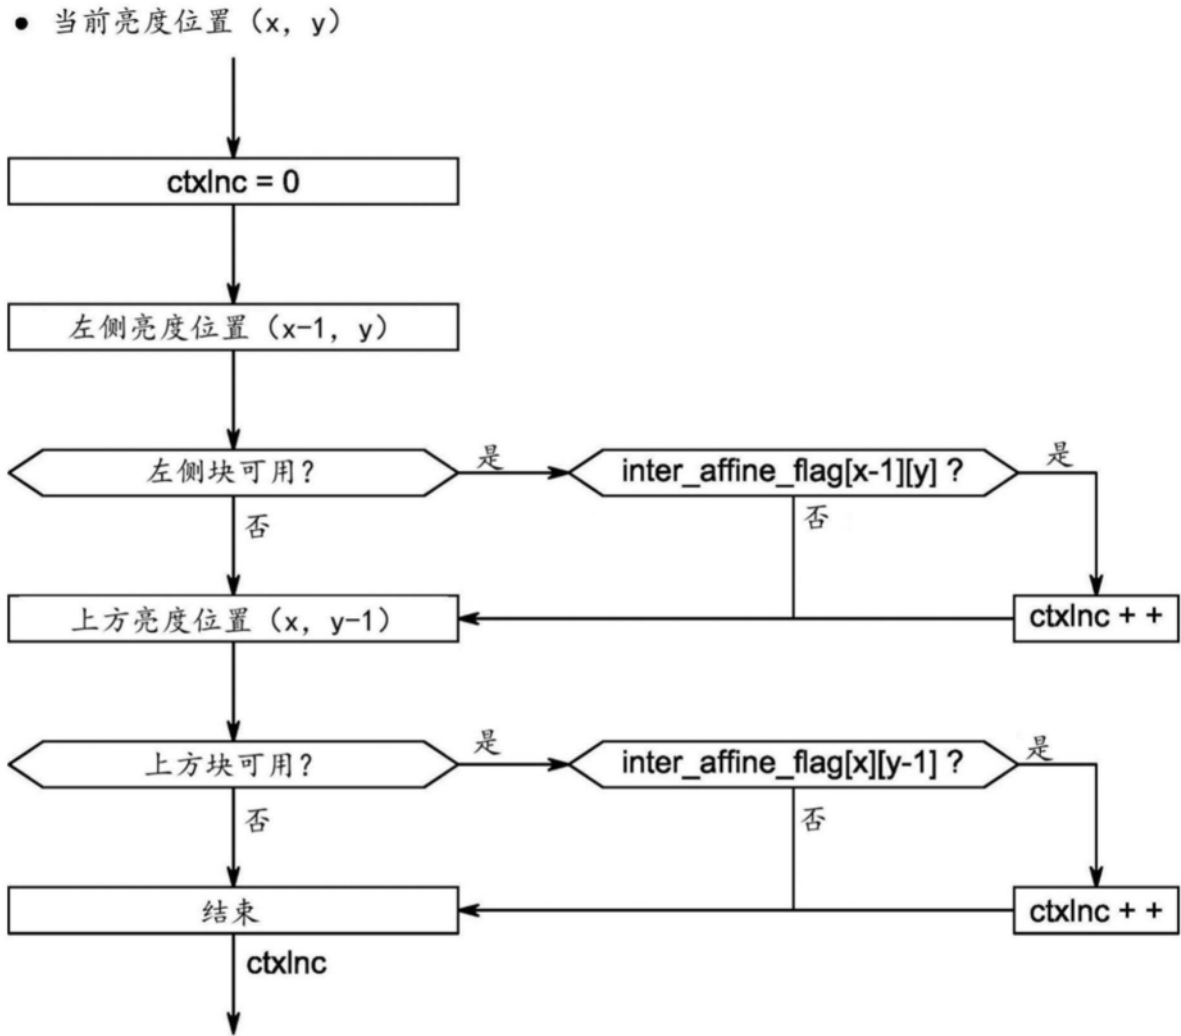 ● 当前亮度位置（x, y）
ctxInc = 0
左侧亮度位置（x-1, y）
左侧块可用?
是
inter_affine_flag[x-1][y] ?
是
否
否
上方亮度位置（x, y-1）
ctxInc + +
上方块可用?
是
inter_affine_flag[x][y-1] ?
是
否
否
结束
ctxInc + +
ctxInc